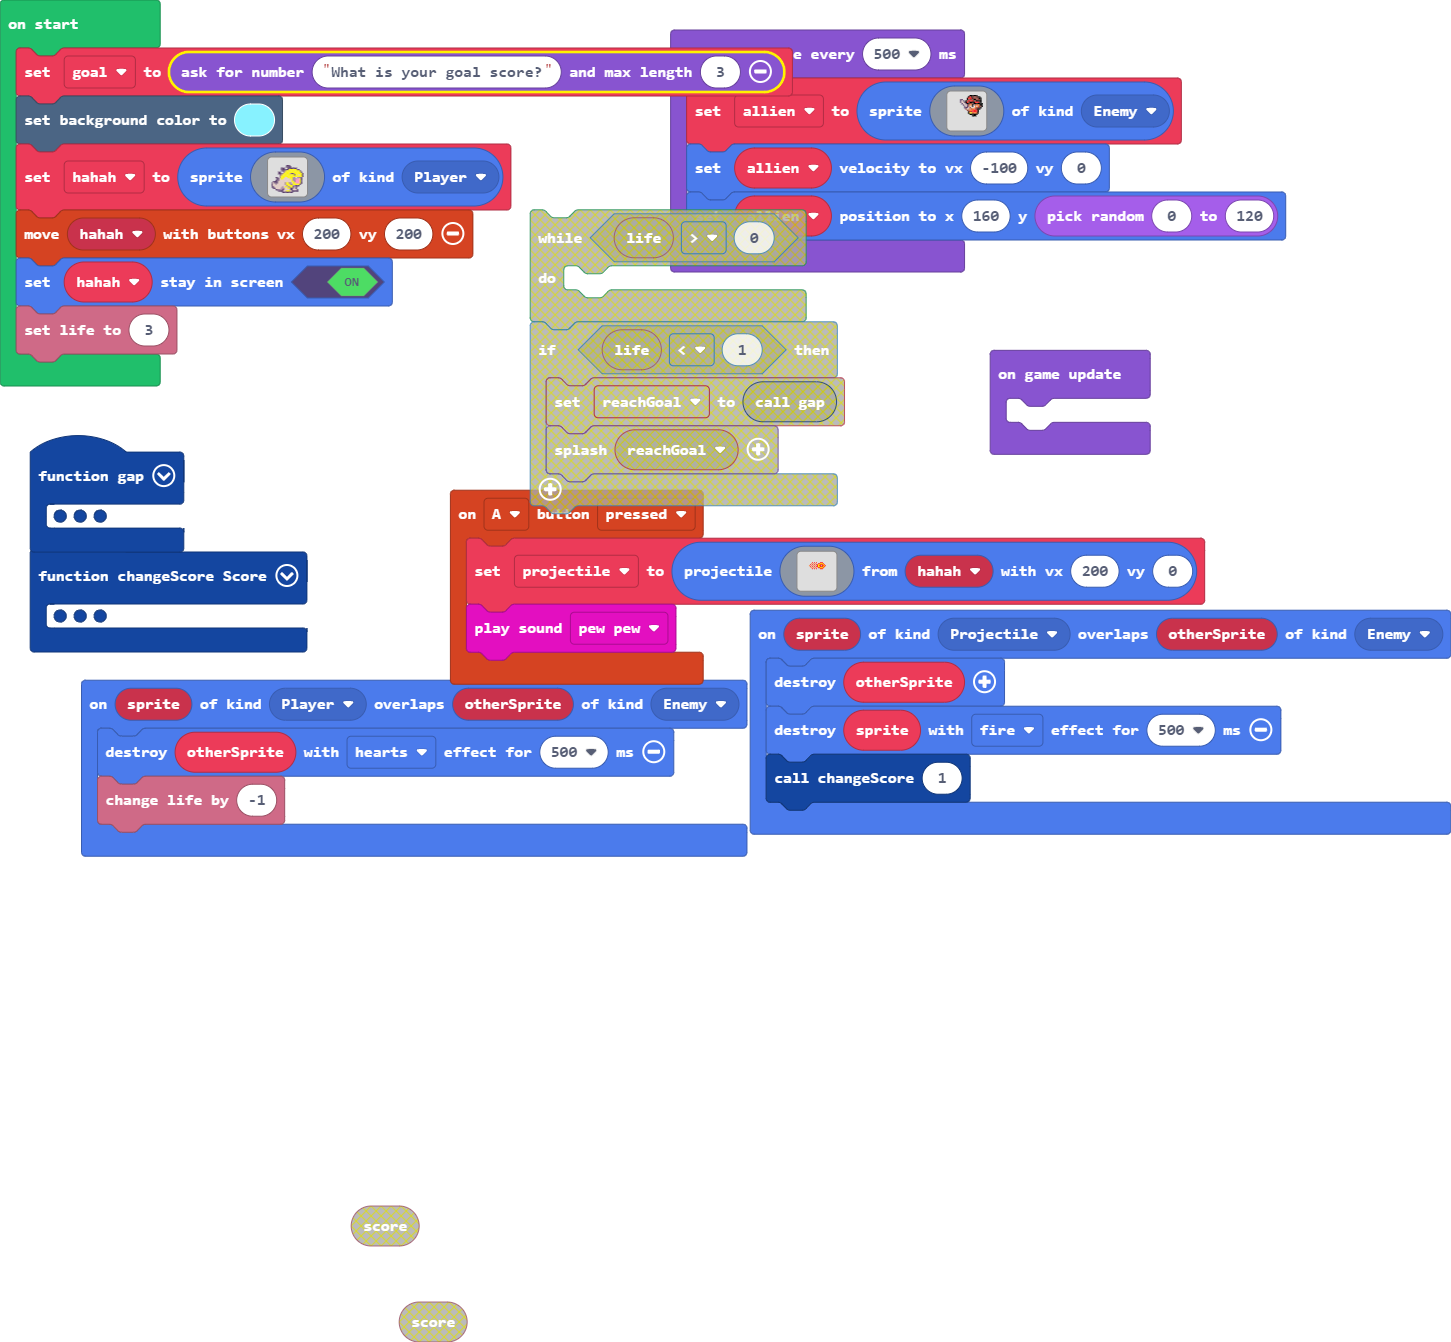 on start
set goal to ask for number "What is your goal score?" and max length 3
set background color to
set hahah to sprite of kind Player
move hahah with buttons vx 200 vy 200
set hahah stay in screen ON
set life to 3
e every 500 ms
set allien to sprite of kind Enemy
set allien velocity to vx -100 vy 0
position to x 160 y pick random 0 to 120
while life > 0
do
if life < 1 then
set reachGoal to call gap
splash reachGoal
on game update
function gap
function changeScore Score
on A button pressed
set projectile to projectile from hahah with vx 200 vy 0
play sound pew pew
on sprite of kind Projectile overlaps otherSprite of kind Enemy
destroy otherSprite
destroy sprite with fire effect for 500 ms
call changeScore 1
on sprite of kind Player overlaps otherSprite of kind Enemy
destroy otherSprite with hearts effect for 500 ms
change life by -1
score
score